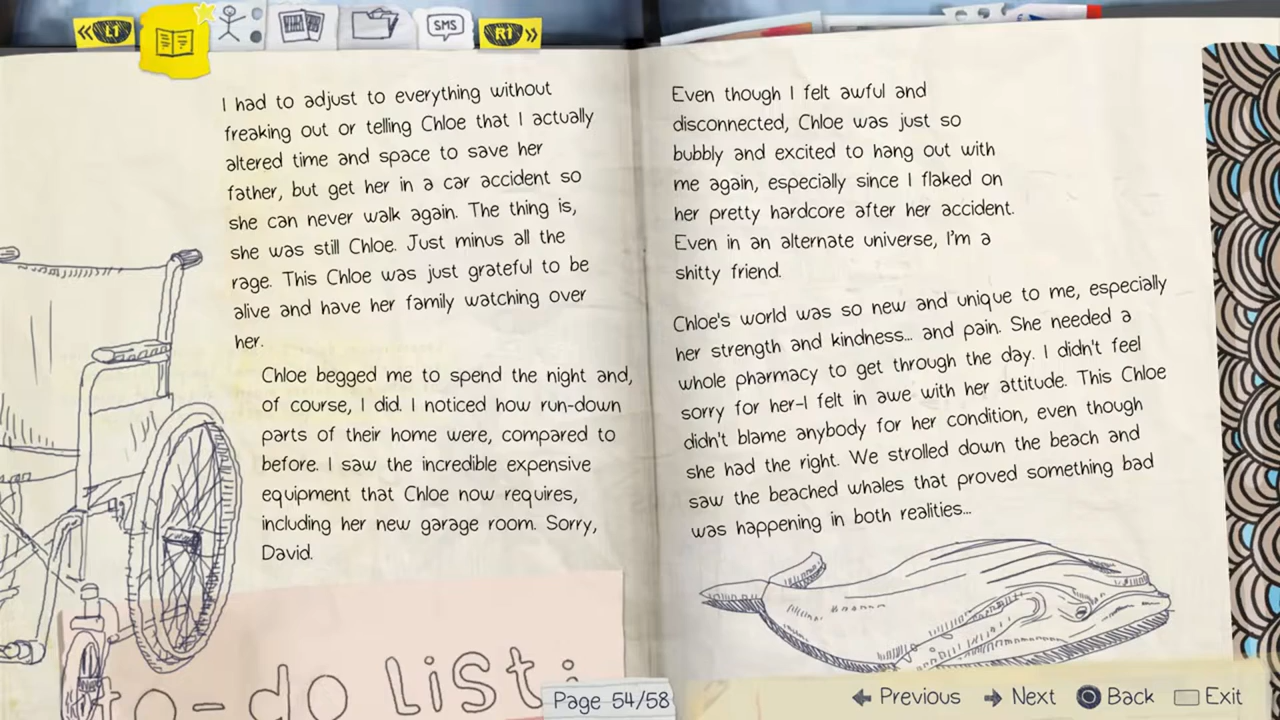 L1
SMS
R1
I had to adjust to everything without
freaking out or telling Chloe that I actually
altered time and space to save her
father, but get her in a car accident so
she can never walk again. The thing is,
she was still Chloe. Just minus all the
rage. This Chloe was just grateful to be
alive and have her family watching over
her.
Chloe begged me to spend the night and,
of course, I did. I noticed how run-down
parts of their home were, compared to
before. I saw the incredible expensive
equipment that Chloe now requires,
including her new garage room. Sorry,
David.
to-do List:
Even though I felt awful and
disconnected, Chloe was just so
bubbly and excited to hang out with
me again, especially since I flaked on
her pretty hardcore after her accident.
Even in an alternate universe, I'm a
shitty friend.
Chloe's world was so new and unique to me, especially
her strength and kindness... and pain. She needed a
whole pharmacy to get through the day. I didn't feel
sorry for her-I felt in awe with her attitude. This Chloe
didn't blame anybody for her condition, even though
she had the right. We strolled down the beach and
saw the beached whales that proved something bad
was happening in both realities...
Page 54/58
Previous
Next
Back
Exit